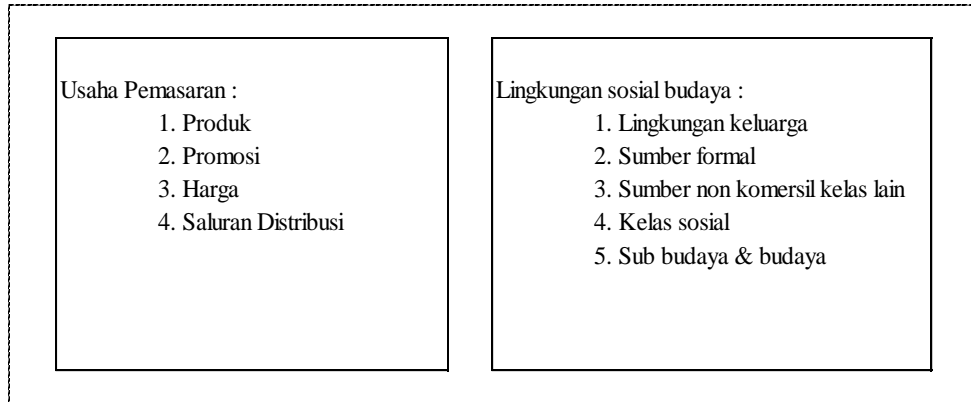 Usaha Pemasaran :
1. Produk
2. Promosi
3. Harga
4. Saluran Distribusi
Lingkungan sosial budaya :
1. Lingkungan keluarga
2. Sumber formal
3. Sumber non komersil kelas lain
4. Kelas sosial
5. Sub budaya & budaya